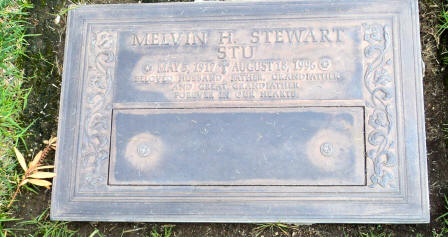 MELVIN H. STEWART
STU
MAY 5, 1917 AUGUST 18, 1996
BELOVED HUSBAND, FATHER, GRANDFATHER
AND GREAT GRANDFATHER
FOREVER IN OUR HEARTS